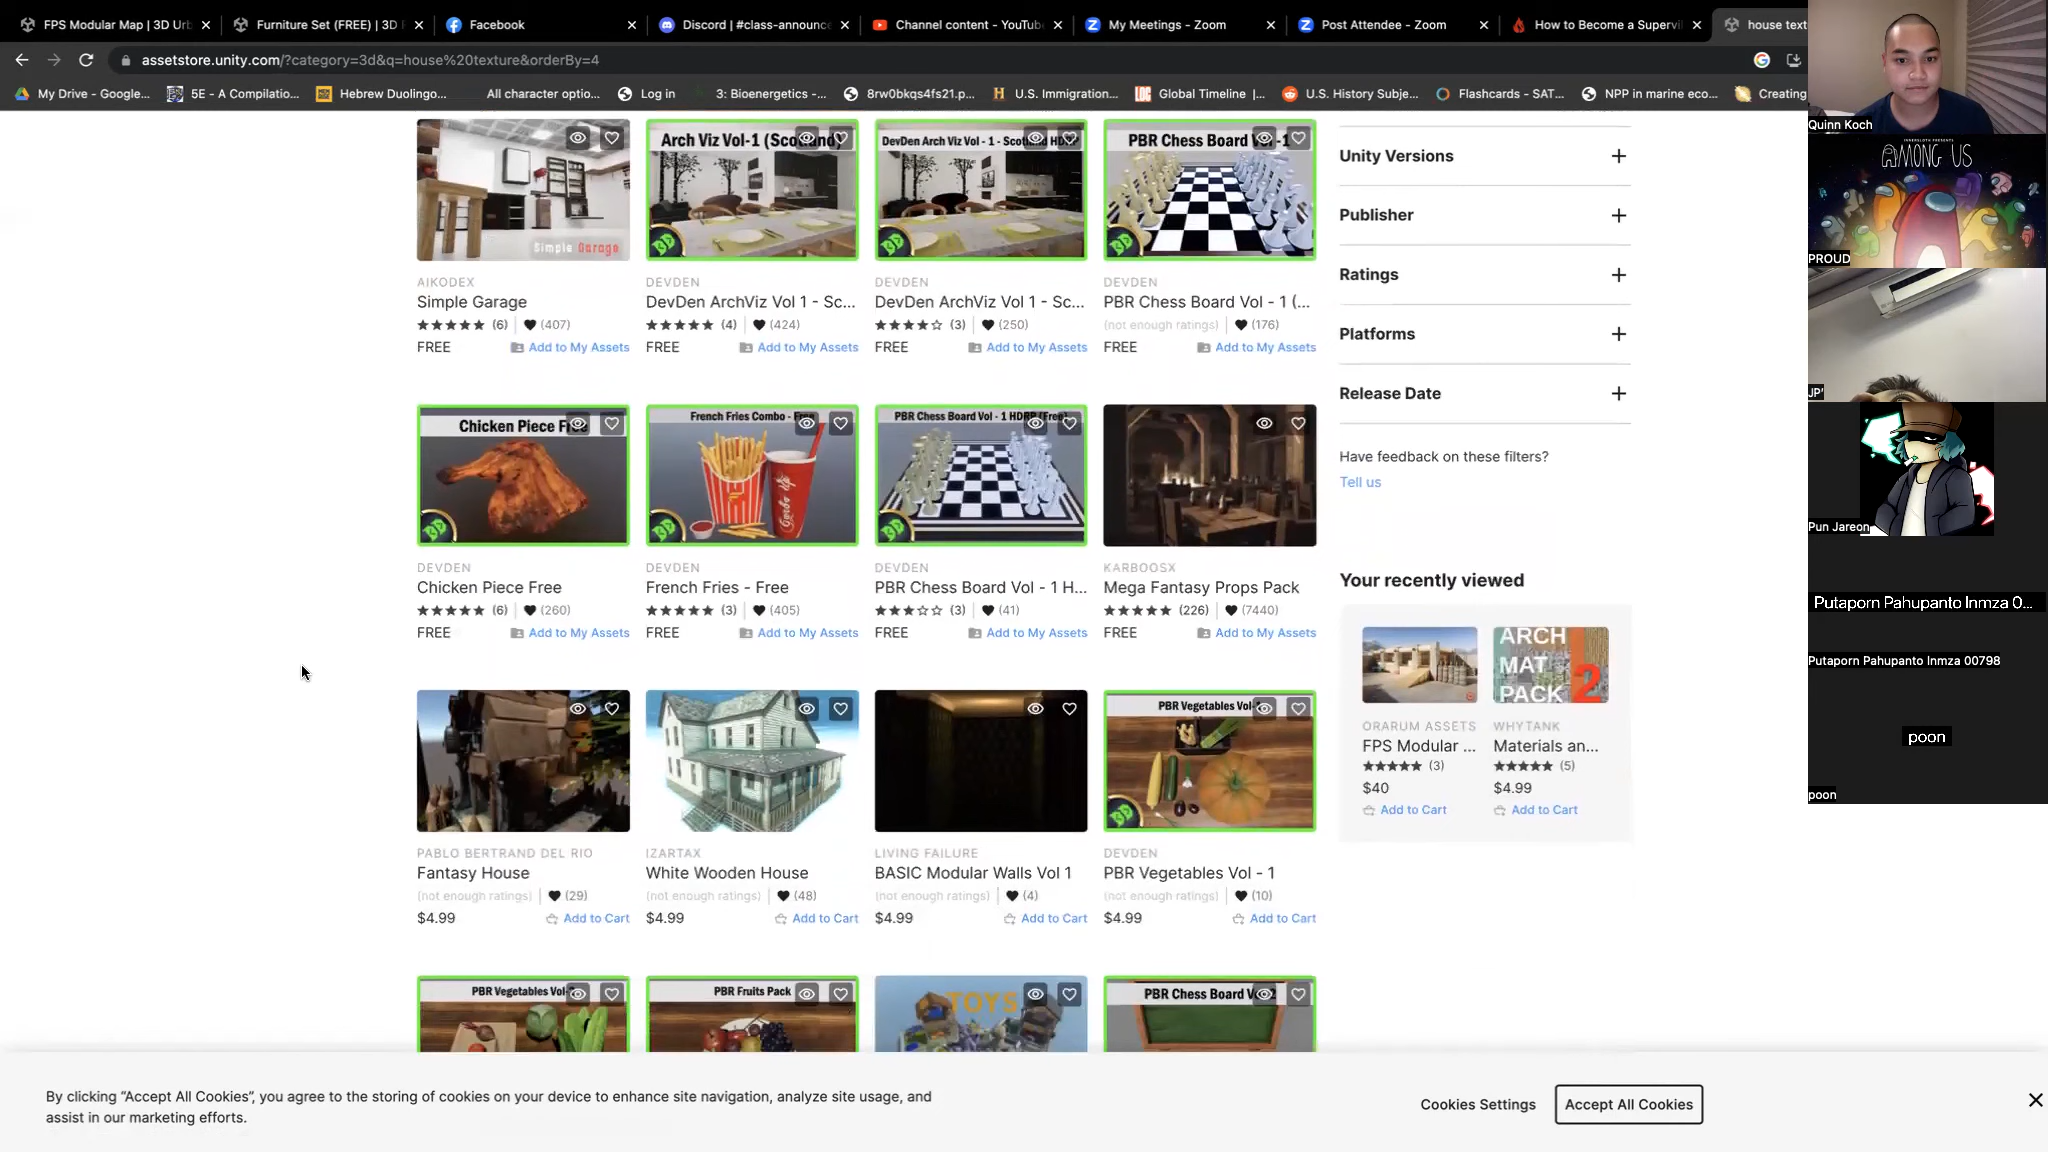 FPS Modular Map | 3D Urb
Furniture Set (FREE) | 3D F
Facebook
Discord | #class-announce
Channel content - YouTube
My Meetings - Zoom
Post Attendee - Zoom
How to Become a Supervi
house text
assetstore.unity.com/?category=3d&q=house%20texture&orderBy=4
My Drive - Google...
5E - A Compilatio...
Hebrew Duolingo...
All character optio...
Log in
3: Bioenergetics -...
8rw0bkqs4fs21.p...
U.S. Immigration...
Global Timeline |...
U.S. History Subje...
Flashcards - SAT...
NPP in marine eco...
Creating
Simple Garage
Arch Viz Vol-1 (Scotland)
DevDen Arch Viz Vol - 1 - Scotland HDRP
PBR Chess Board Vol -1
AIKODEX
DEVDEN
DEVDEN
DEVDEN
Simple Garage
DevDen ArchViz Vol 1 - Sc...
DevDen ArchViz Vol 1 - Sc...
PBR Chess Board Vol - 1 (...
★★★★★ (6) | ♥ (407)
★★★★★ (4) | ♥ (424)
★★★★☆ (3) | ♥ (250)
(not enough ratings) | ♥ (176)
FREE Add to My Assets
FREE Add to My Assets
FREE Add to My Assets
FREE Add to My Assets
Chicken Piece Free
French Fries Combo - Free
PBR Chess Board Vol - 1 HDRP (Free)
DEVDEN
DEVDEN
DEVDEN
KARBOOSX
Chicken Piece Free
French Fries - Free
PBR Chess Board Vol - 1 H...
Mega Fantasy Props Pack
★★★★★ (6) | ♥ (260)
★★★★★ (3) | ♥ (405)
★★★☆☆ (3) | ♥ (41)
★★★★★ (226) | ♥ (7440)
FREE Add to My Assets
FREE Add to My Assets
FREE Add to My Assets
FREE Add to My Assets
PBR Vegetables Vol-
PABLO BERTRAND DEL RIO
IZARTAX
LIVING FAILURE
DEVDEN
Fantasy House
White Wooden House
BASIC Modular Walls Vol 1
PBR Vegetables Vol - 1
(not enough ratings) | ♥ (29)
(not enough ratings) | ♥ (48)
(not enough ratings) | ♥ (4)
(not enough ratings) | ♥ (10)
$4.99 Add to Cart
$4.99 Add to Cart
$4.99 Add to Cart
$4.99 Add to Cart
PBR Vegetables Vol-
PBR Fruits Pack
TOYS
PBR Chess Board
Unity Versions
Publisher
Ratings
Platforms
Release Date
Have feedback on these filters?
Tell us
Your recently viewed
ARCH
MAT
PACK 2
ORARUM ASSETS
WHYTANK
FPS Modular ...
Materials an...
★★★★★ (3)
★★★★★ (5)
$40
$4.99
Add to Cart
Add to Cart
Quinn Koch
INNERSLOTH PRESENTS
AMONG US
PROUD
JP'
Pun Jareon
Putaporn Pahupanto Inmza 0...
Putaporn Pahupanto Inmza 00798
poon
poon
By clicking "Accept All Cookies", you agree to the storing of cookies on your device to enhance site navigation, analyze site usage, and
assist in our marketing efforts.
Cookies Settings
Accept All Cookies